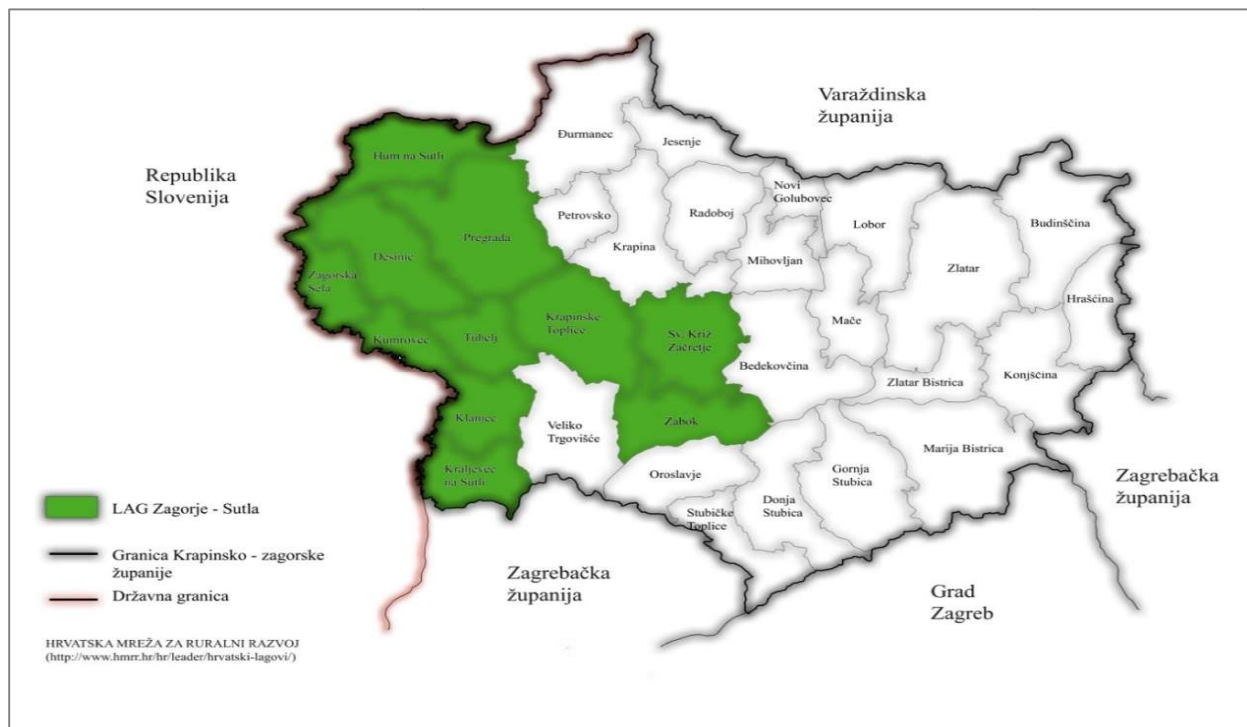 Varaždinska
županija
Đurmanec
Jesenje
Hum na Sutli
Republika
Slovenija
Novi
Golubovec
Petrovsko
Radoboj
Lobor
Budinščina
Pregrada
Krapina
Desinić
Mihovljan
Zlatar
Zagorska
Sela
Hrašćina
Krapinske
Toplice
Mače
Kumrovec
Tuhelj
Sv. Križ
Začretje
Bedekovčina
Zlatar Bistrica
Konjšćina
Klanjec
Veliko
Trgovišće
Zabok
Marija Bistrica
Kraljevec
na Sutli
Oroslavje
Gornja
Stubica
Zagrebačka
županija
Donja
Stubica
Stubičke
Toplice
LAG Zagorje - Sutla
Granica Krapinsko - zagorske
županije
Državna granica
Zagrebačka
županija
Grad
Zagreb
HRVATSKA MREŽA ZA RURALNI RAZVOJ
(http://www.hmrr.hr/hr/leader/hrvatski-lagovi/)